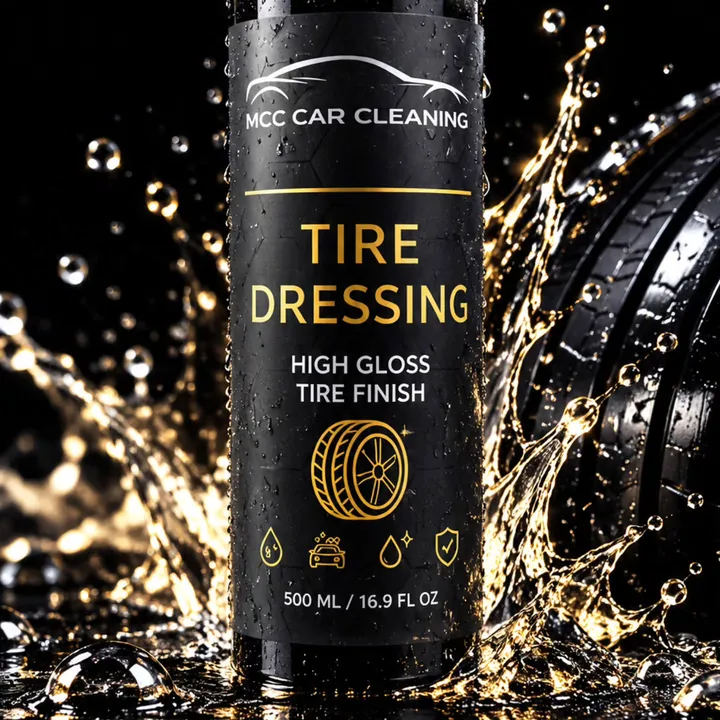 MCC CAR CLEANING
TIRE
DRESSING
HIGH GLOSS
TIRE FINISH
500 ML / 16.9 FL OZ